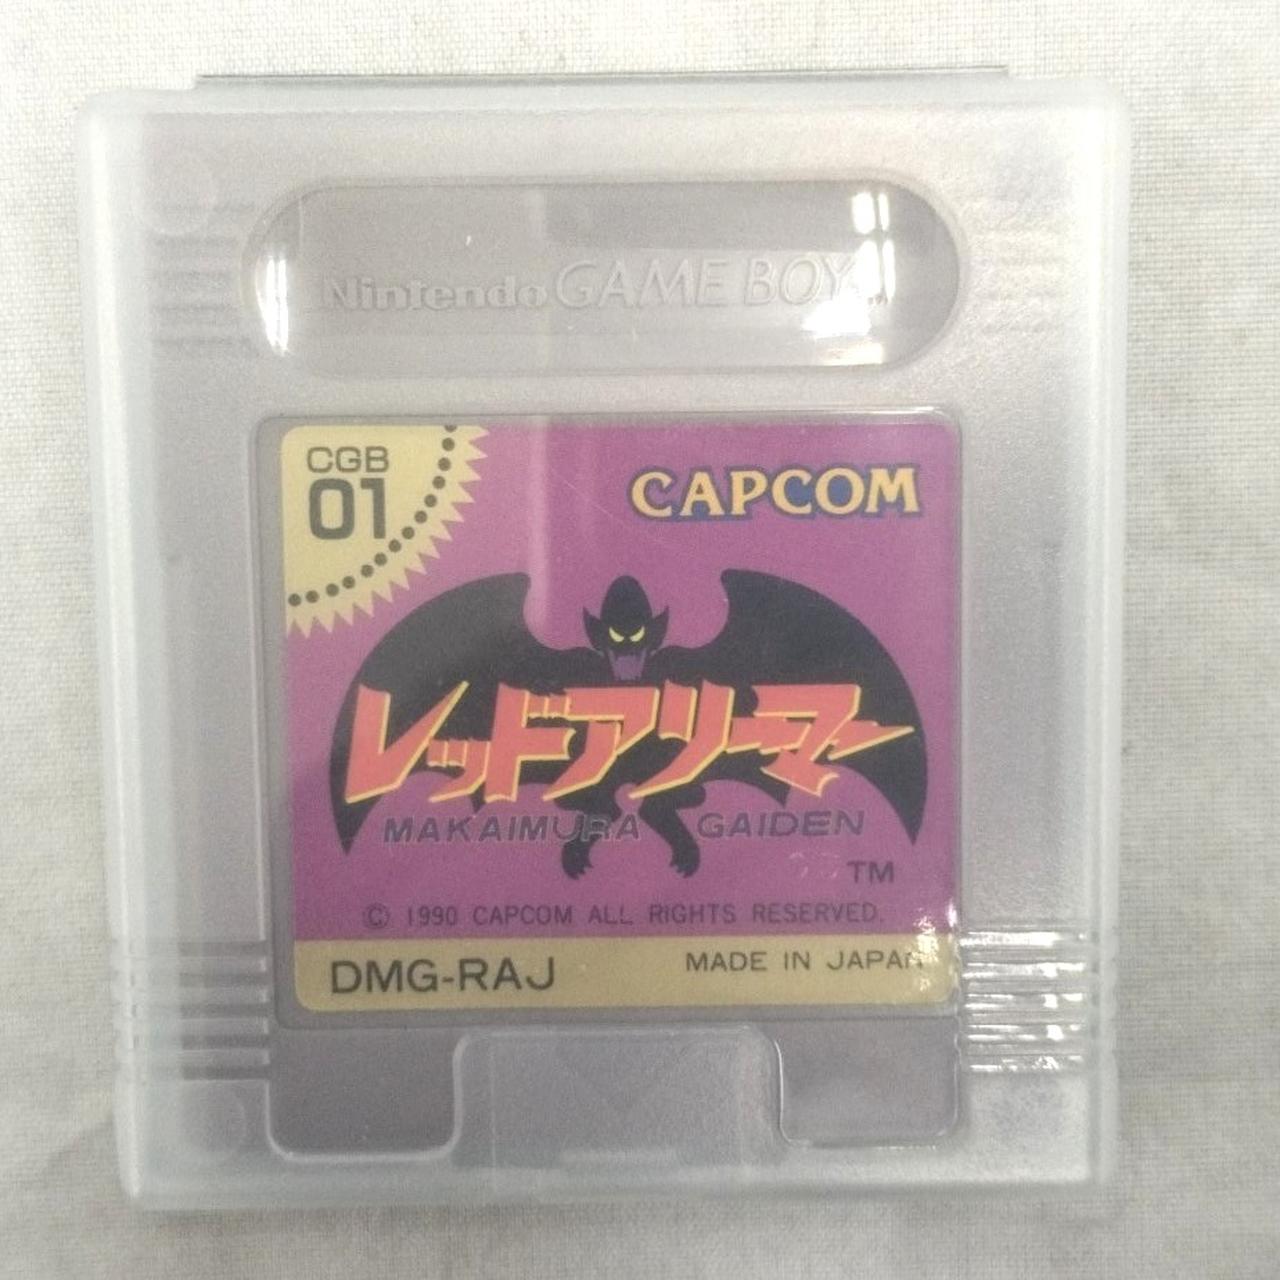 Nintendo GAME BOY
CGB
01
CAPCOM
レッドアリーマー
MAKAIMURA GAIDEN
TM
© 1990 CAPCOM ALL RIGHTS RESERVED.
DMG-RAJ
MADE IN JAPAN